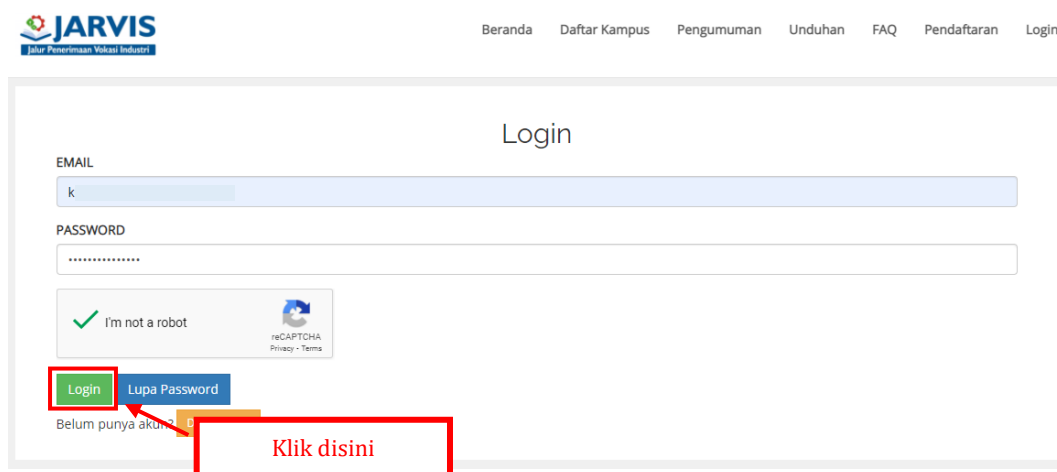 JARVIS
Jalur Penerimaan Vokasi Industri
Beranda Daftar Kampus Pengumuman Unduhan FAQ Pendaftaran Login
Login
EMAIL
k
PASSWORD
•••••••••••••••
I'm not a robot
reCAPTCHA
Privacy - Terms
Login Lupa Password
Belum punya akun?
Klik disini